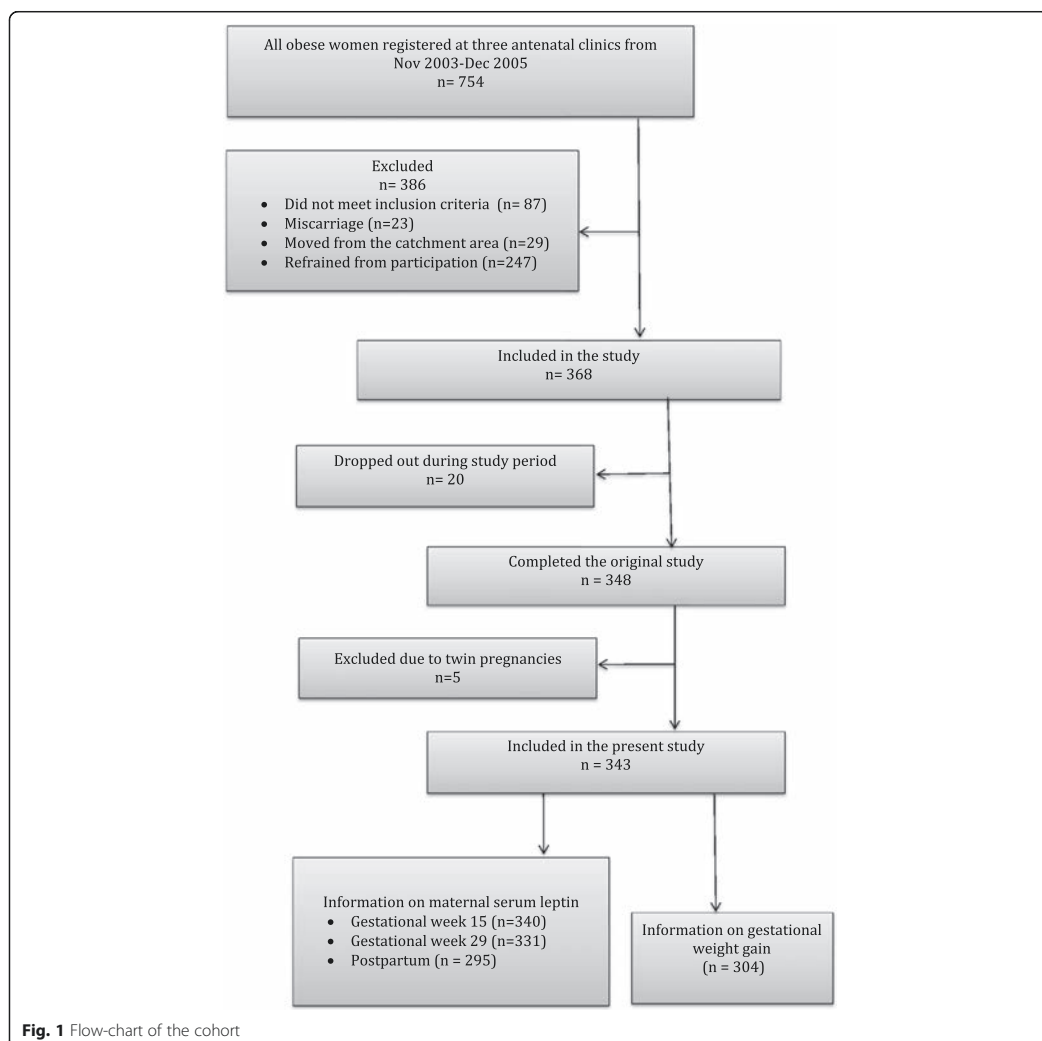 All obese women registered at three antenatal clinics from
Nov 2003-Dec 2005
n= 754
Excluded
n= 386
• Did not meet inclusion criteria (n= 87)
• Miscarriage (n=23)
• Moved from the catchment area (n=29)
• Refrained from participation (n=247)
Included in the study
n= 368
Dropped out during study period
n= 20
Completed the original study
n = 348
Excluded due to twin pregnancies
n=5
Included in the present study
n = 343
Information on maternal serum leptin
• Gestational week 15 (n=340)
• Gestational week 29 (n=331)
• Postpartum (n = 295)
Information on gestational
weight gain
(n = 304)
Fig. 1 Flow-chart of the cohort